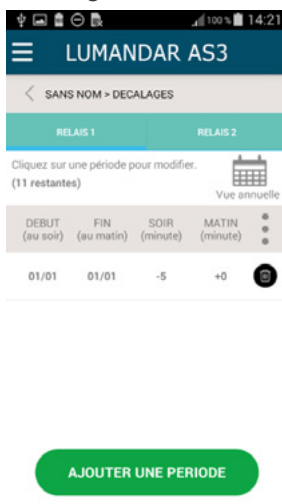 100 % 14:21
LUMANDAR AS3
SANS NOM > DECALAGES
RELAIS 1 RELAIS 2
Cliquez sur une période pour modifier.
(11 restantes)
Vue annuelle
DEBUT FIN SOIR MATIN
(au soir) (au matin) (minute) (minute)
01/01 01/01 -5 +0
AJOUTER UNE PERIODE